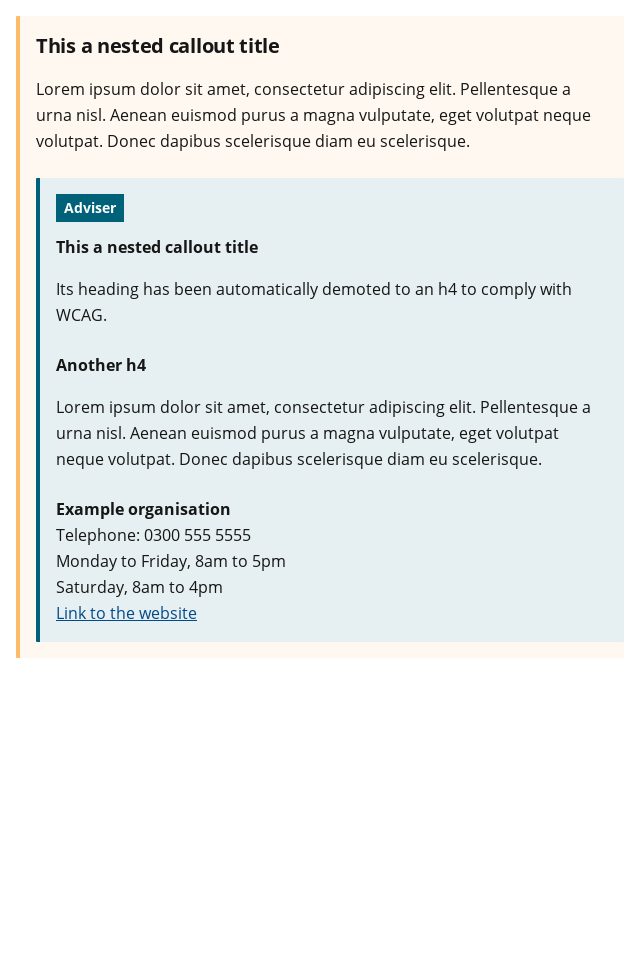 This a nested callout title
Lorem ipsum dolor sit amet, consectetur adipiscing elit. Pellentesque a
urna nisl. Aenean euismod purus a magna vulputate, eget volutpat neque
volutpat. Donec dapibus scelerisque diam eu scelerisque.
Adviser
This a nested callout title
Its heading has been automatically demoted to an h4 to comply with
WCAG.
Another h4
Lorem ipsum dolor sit amet, consectetur adipiscing elit. Pellentesque a
urna nisl. Aenean euismod purus a magna vulputate, eget volutpat
neque volutpat. Donec dapibus scelerisque diam eu scelerisque.
Example organisation
Telephone: 0300 555 5555
Monday to Friday, 8am to 5pm
Saturday, 8am to 4pm
Link to the website